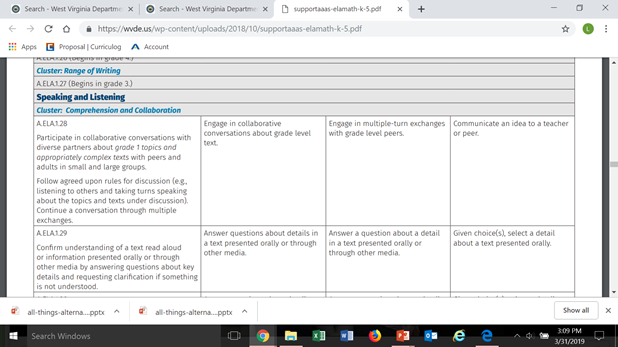 Search - West Virginia Departme
Search - West Virginia Departme
supportaaas-elamath-k-5.pdf
https://wvde.us/wp-content/uploads/2018/10/supportaaas-elamath-k-5.pdf
L
Apps
Proposal | Curriculog
Account
A.ELA.1.26 (Begins in grade 4.)
Cluster: Range of Writing
A.ELA.1.27 (Begins in grade 3.)
Speaking and Listening
Cluster: Comprehension and Collaboration
A.ELA.1.28
Participate in collaborative conversations with
diverse partners about grade 1 topics and
appropriately complex texts with peers and
adults in small and large groups.
Follow agreed upon rules for discussion (e.g.,
listening to others and taking turns speaking
about the topics and texts under discussion).
Continue a conversation through multiple
exchanges.
Engage in collaborative
conversations about grade level
text.
Engage in multiple-turn exchanges
with grade level peers.
Communicate an idea to a teacher
or peer.
A.ELA.1.29
Confirm understanding of a text read aloud
or information presented orally or through
other media by answering questions about key
details and requesting clarification if something
is not understood.
Answer questions about details in
a text presented orally or through
other media.
Answer a question about a detail
in a text presented orally or
through other media.
Given choice(s), select a detail
about a text presented orally.
all-things-alterna....pptx
all-things-alterna....pptx
Show all
Search Windows
3:09 PM
3/31/2019